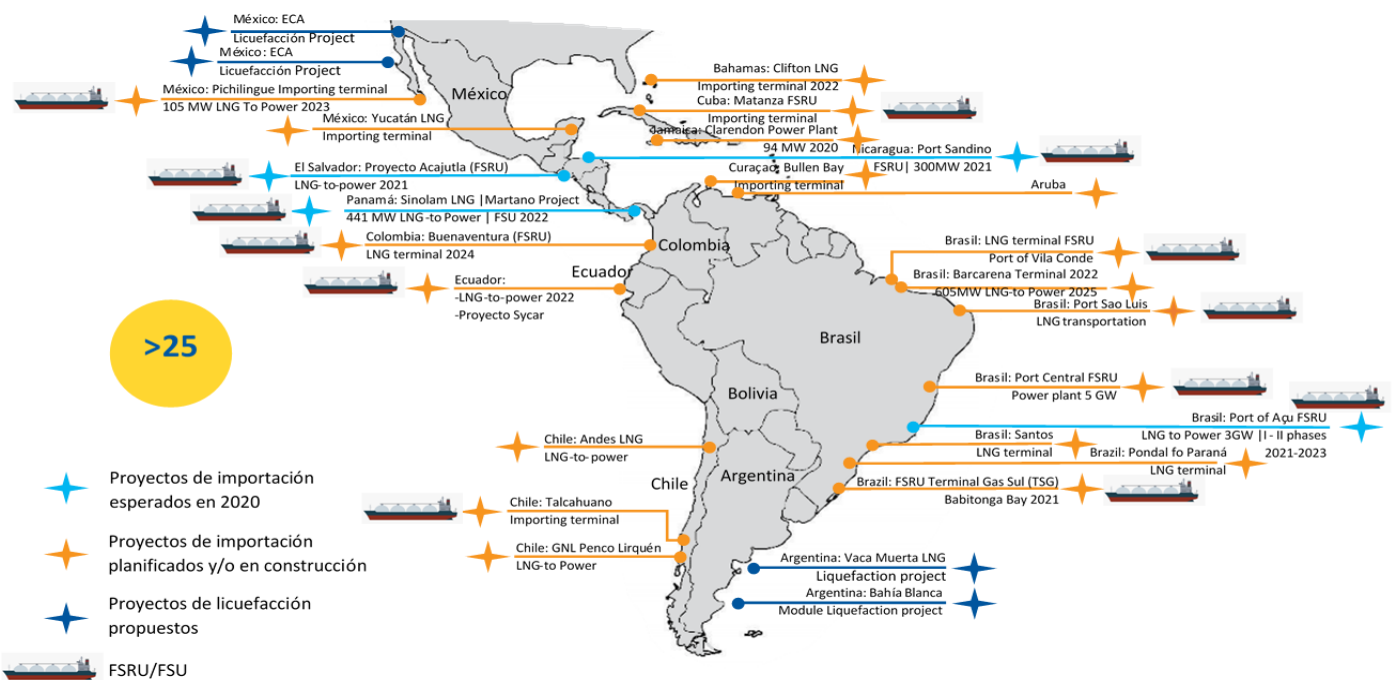 México: ECA
Licuefacción Project
México: ECA
Licuefacción Project
México: Pichilingue Importing terminal
105 MW LNG To Power 2023
México: Yucatán LNG
Importing terminal
El Salvador: Proyecto Acajutla (FSRU)
LNG-to-power 2021
Panamá: Sinolam LNG |Martano Project
441 MW LNG-to Power | FSU 2022
Colombia: Buenaventura (FSRU)
LNG terminal 2024
Ecuador:
-LNG-to-power 2022
-Proyecto Sycar
Bahamas: Clifton LNG
Importing terminal 2022
Cuba: Matanza FSRU
Importing terminal
Jamaica: Clarendon Power Plant
94 MW 2020
Nicaragua: Port Sandino
FSRU| 300MW 2021
Curaçao: Bullen Bay
Importing terminal
Aruba
Brasil: LNG terminal FSRU
Port of Vila Conde
Brasil: Barcarena Terminal 2022
605MW LNG-to Power 2025
Brasil: Port Sao Luis
LNG transportation
Brasil: Port Central FSRU
Power plant 5 GW
Brasil: Port of Açu FSRU
LNG to Power 3GW |I - II phases
2021-2023
Brasil: Santos
LNG terminal
Brazil: Pondal fo Paraná
LNG terminal
Brazil: FSRU Terminal Gas Sul (TSG)
Babitonga Bay 2021
Chile: Andes LNG
LNG-to-power
Chile: Talcahuano
Importing terminal
Chile: GNL Penco Lirquén
LNG-to Power
Argentina: Vaca Muerta LNG
Liquefaction project
Argentina: Bahía Blanca
Module Liquefaction project
México
Colombia
Ecuador
Brasil
Bolivia
Chile
Argentina
>25
Proyectos de importación
esperados en 2020
Proyectos de importación
planificados y/o en construcción
Proyectos de licuefacción
propuestos
FSRU/FSU